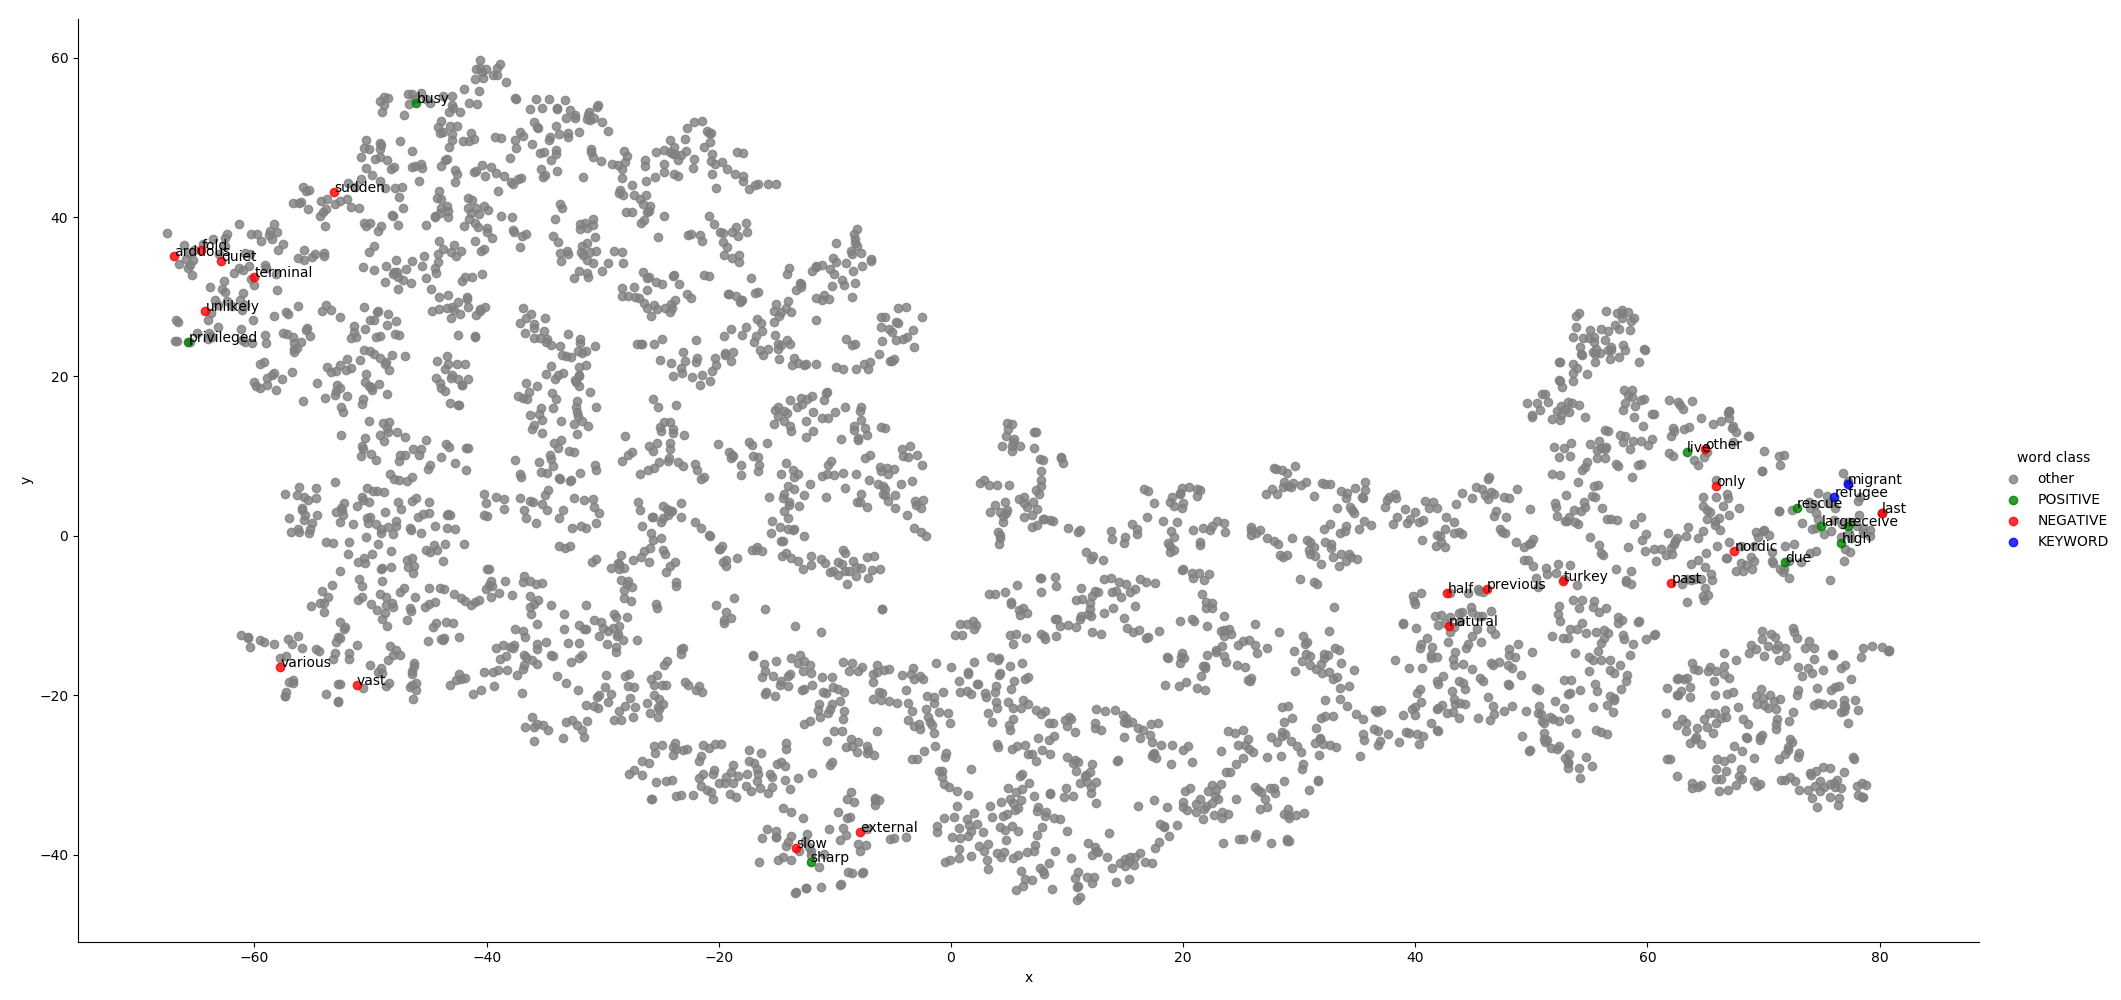 60
busy
sudden
40
fold
arduous
quiet
terminal
unlikely
privileged
20
live
other
only
migrant
refugee
rescue
last
large
receive
high
0
nordic
due
turkey
past
half
previous
natural
various
vast
−20
external
slow
sharp
−40
y
−60
−40
−20
0
20
40
60
80
x
word class
other
POSITIVE
NEGATIVE
KEYWORD